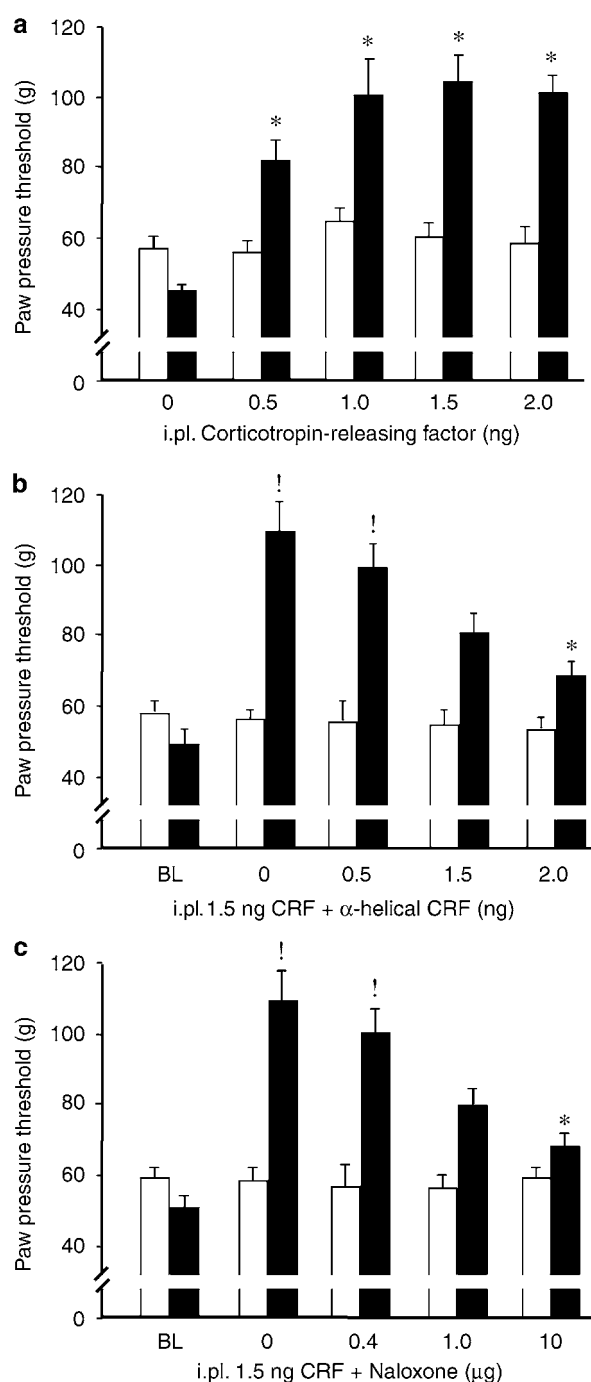 a
120
100
80
60
40
0
Paw pressure threshold (g)
* * * *
0 0.5 1.0 1.5 2.0
i.pl. Corticotropin-releasing factor (ng)
b
120
100
80
60
40
0
Paw pressure threshold (g)
! ! *
BL 0 0.5 1.5 2.0
i.pl. 1.5 ng CRF + α-helical CRF (ng)
c
120
100
80
60
40
0
Paw pressure threshold (g)
! ! *
BL 0 0.4 1.0 10
i.pl. 1.5 ng CRF + Naloxone (μg)